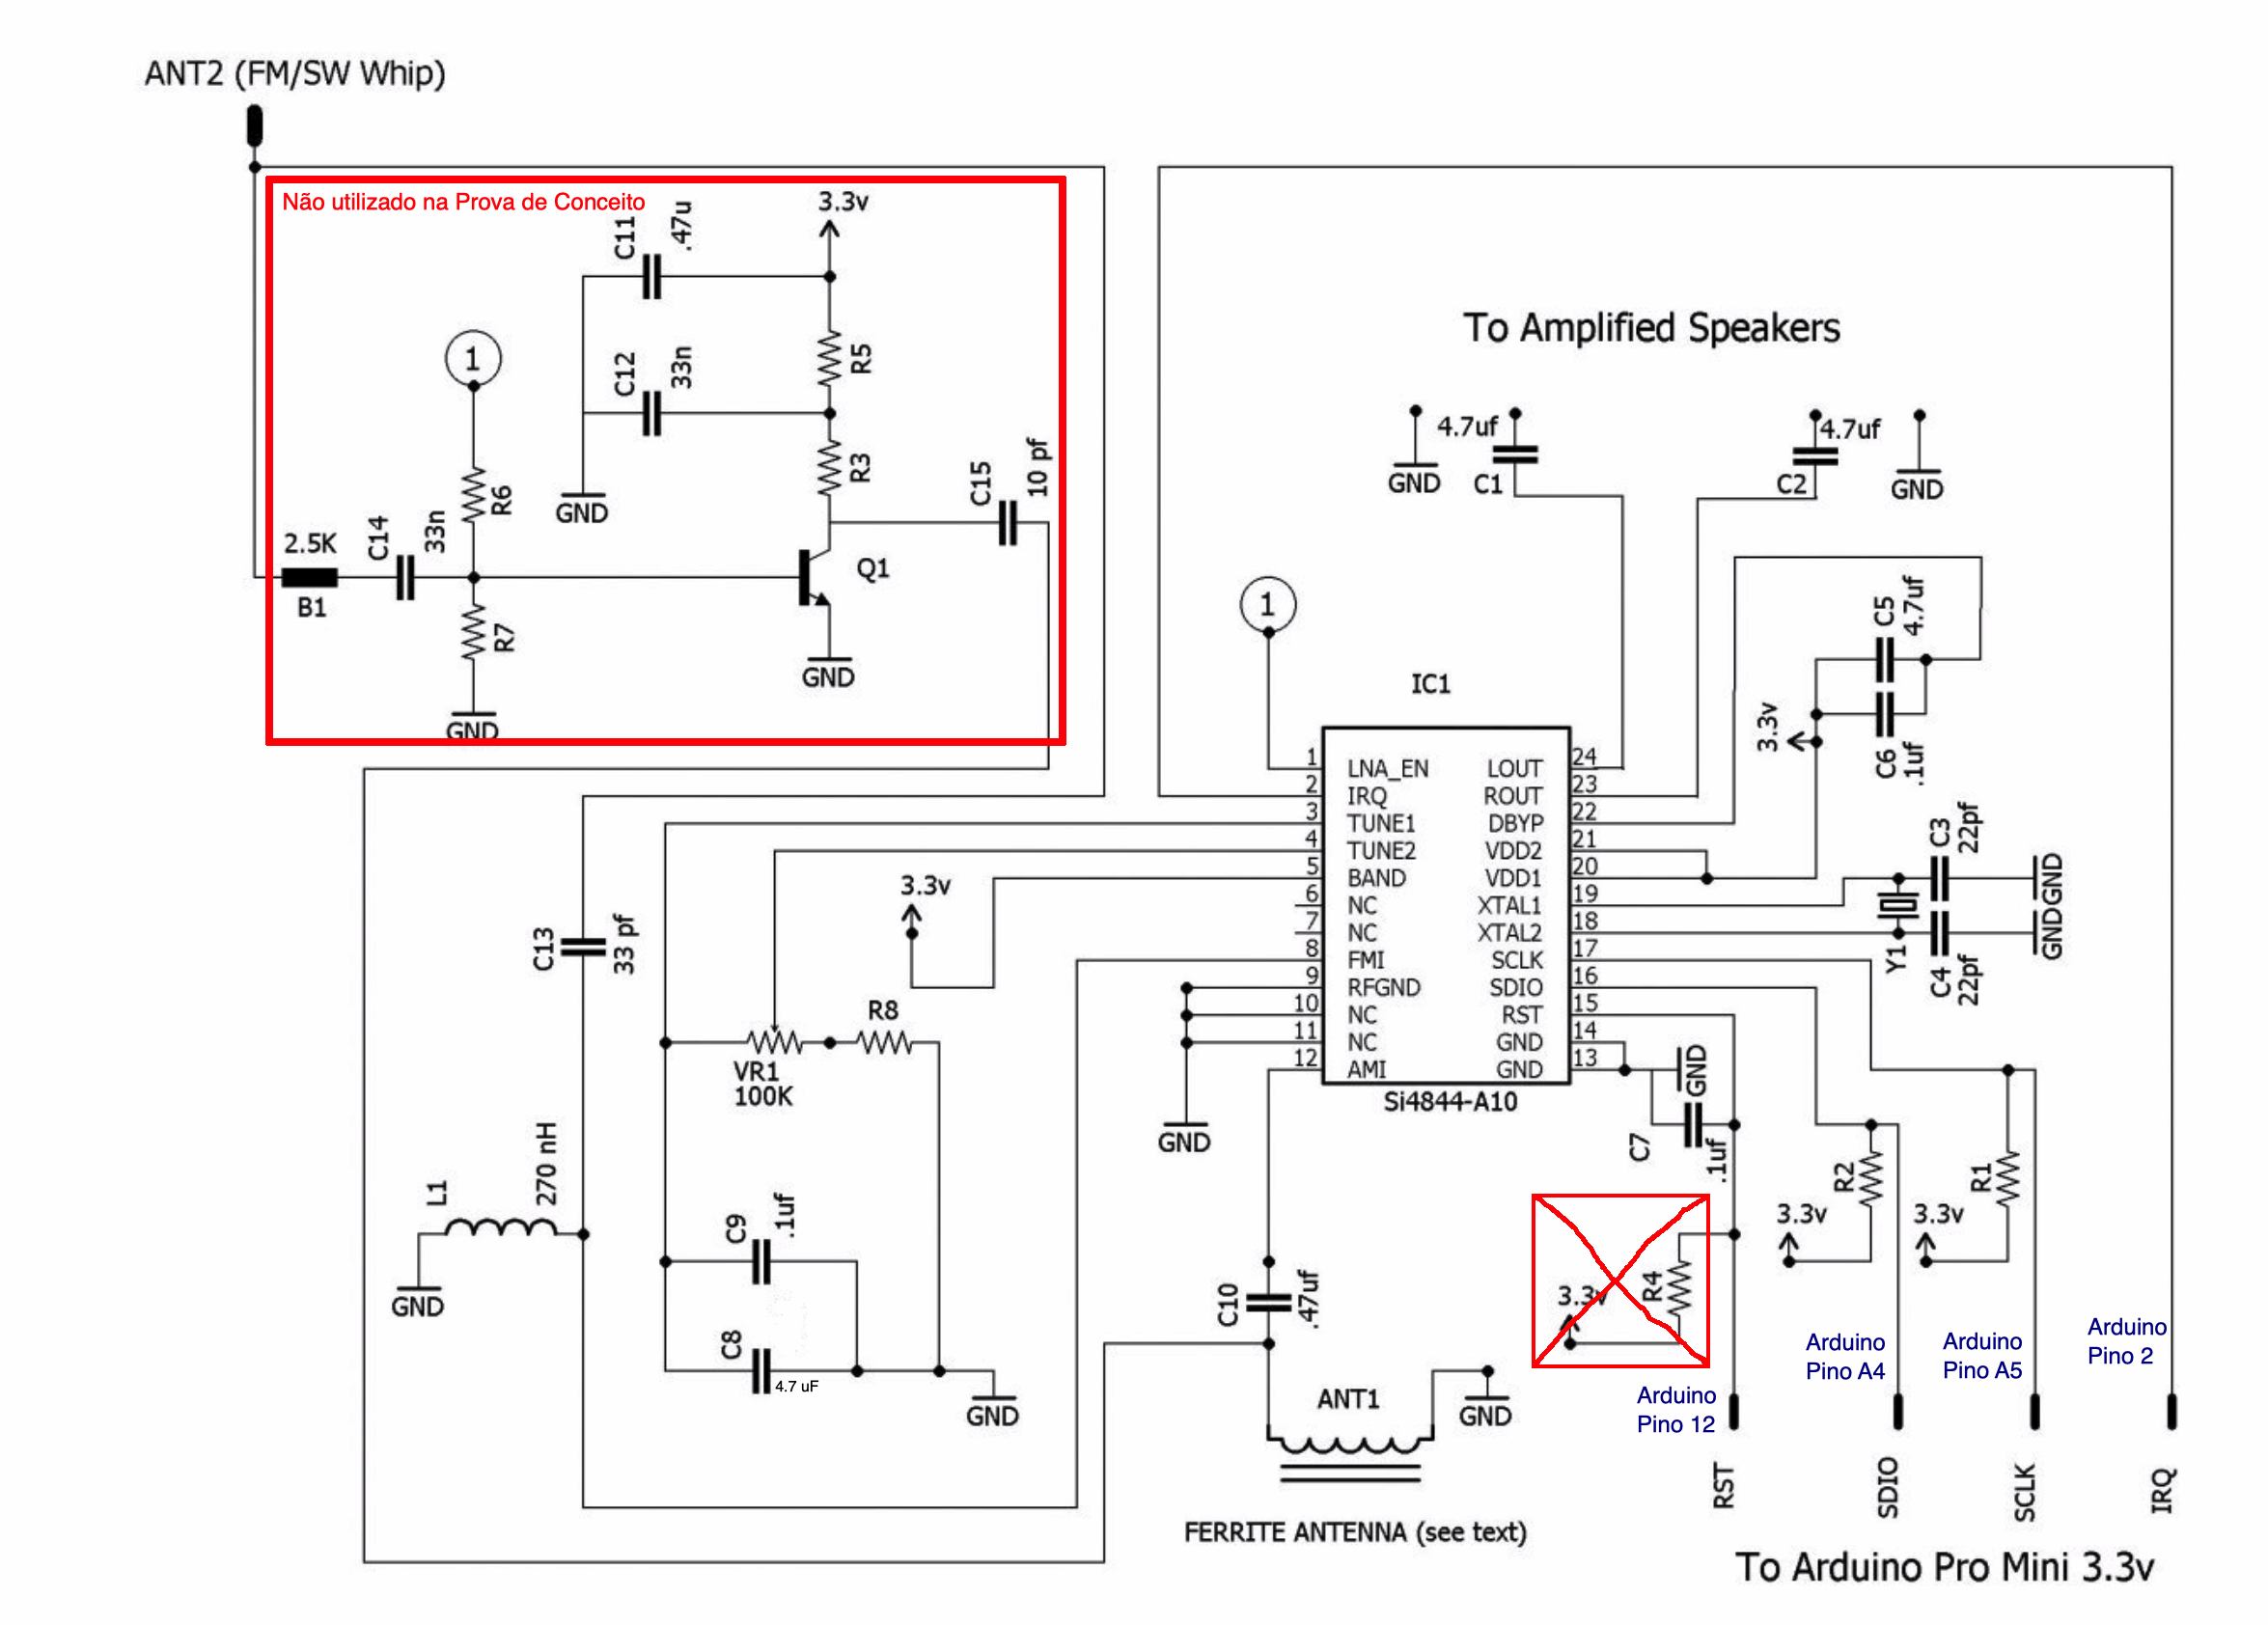 ANT2 (FM/SW Whip)
Não utilizado na Prova de Conceito
3.3v
C11
.47u
1
C12
33n
R5
R3
R6
GND
C15
10 pf
2.5K
B1
C14
33n
R7
Q1
GND
GND
To Amplified Speakers
4.7uf
GND
C1
4.7uf
C2
GND
1
C5
4.7uf
3.3v
C6
.1uf
IC1
1 LNA_EN LOUT 24
2 IRQ ROUT 23
3 TUNE1 DBYP 22
4 TUNE2 VDD2 21
5 BAND VDD1 20
6 NC XTAL1 19
7 NC XTAL2 18
8 FMI SCLK 17
9 RFGND SDIO 16
10 NC RST 15
11 NC GND 14
12 AMI GND 13
Si4844-A10
C3
22pf
GND
GND
Y1
C4
22pf
3.3v
C13
33 pf
R8
VR1
100K
GND
GND
C7
.1uf
L1
270 nH
GND
C9
.1uf
C8
4.7 uF
GND
C10
.47uf
3.3v
R4
R2
3.3v
R1
3.3v
ANT1
GND
Arduino
Pino 12
Arduino
Pino A4
Arduino
Pino A5
Arduino
Pino 2
RST
SDIO
SCLK
IRQ
FERRITE ANTENNA (see text)
To Arduino Pro Mini 3.3v